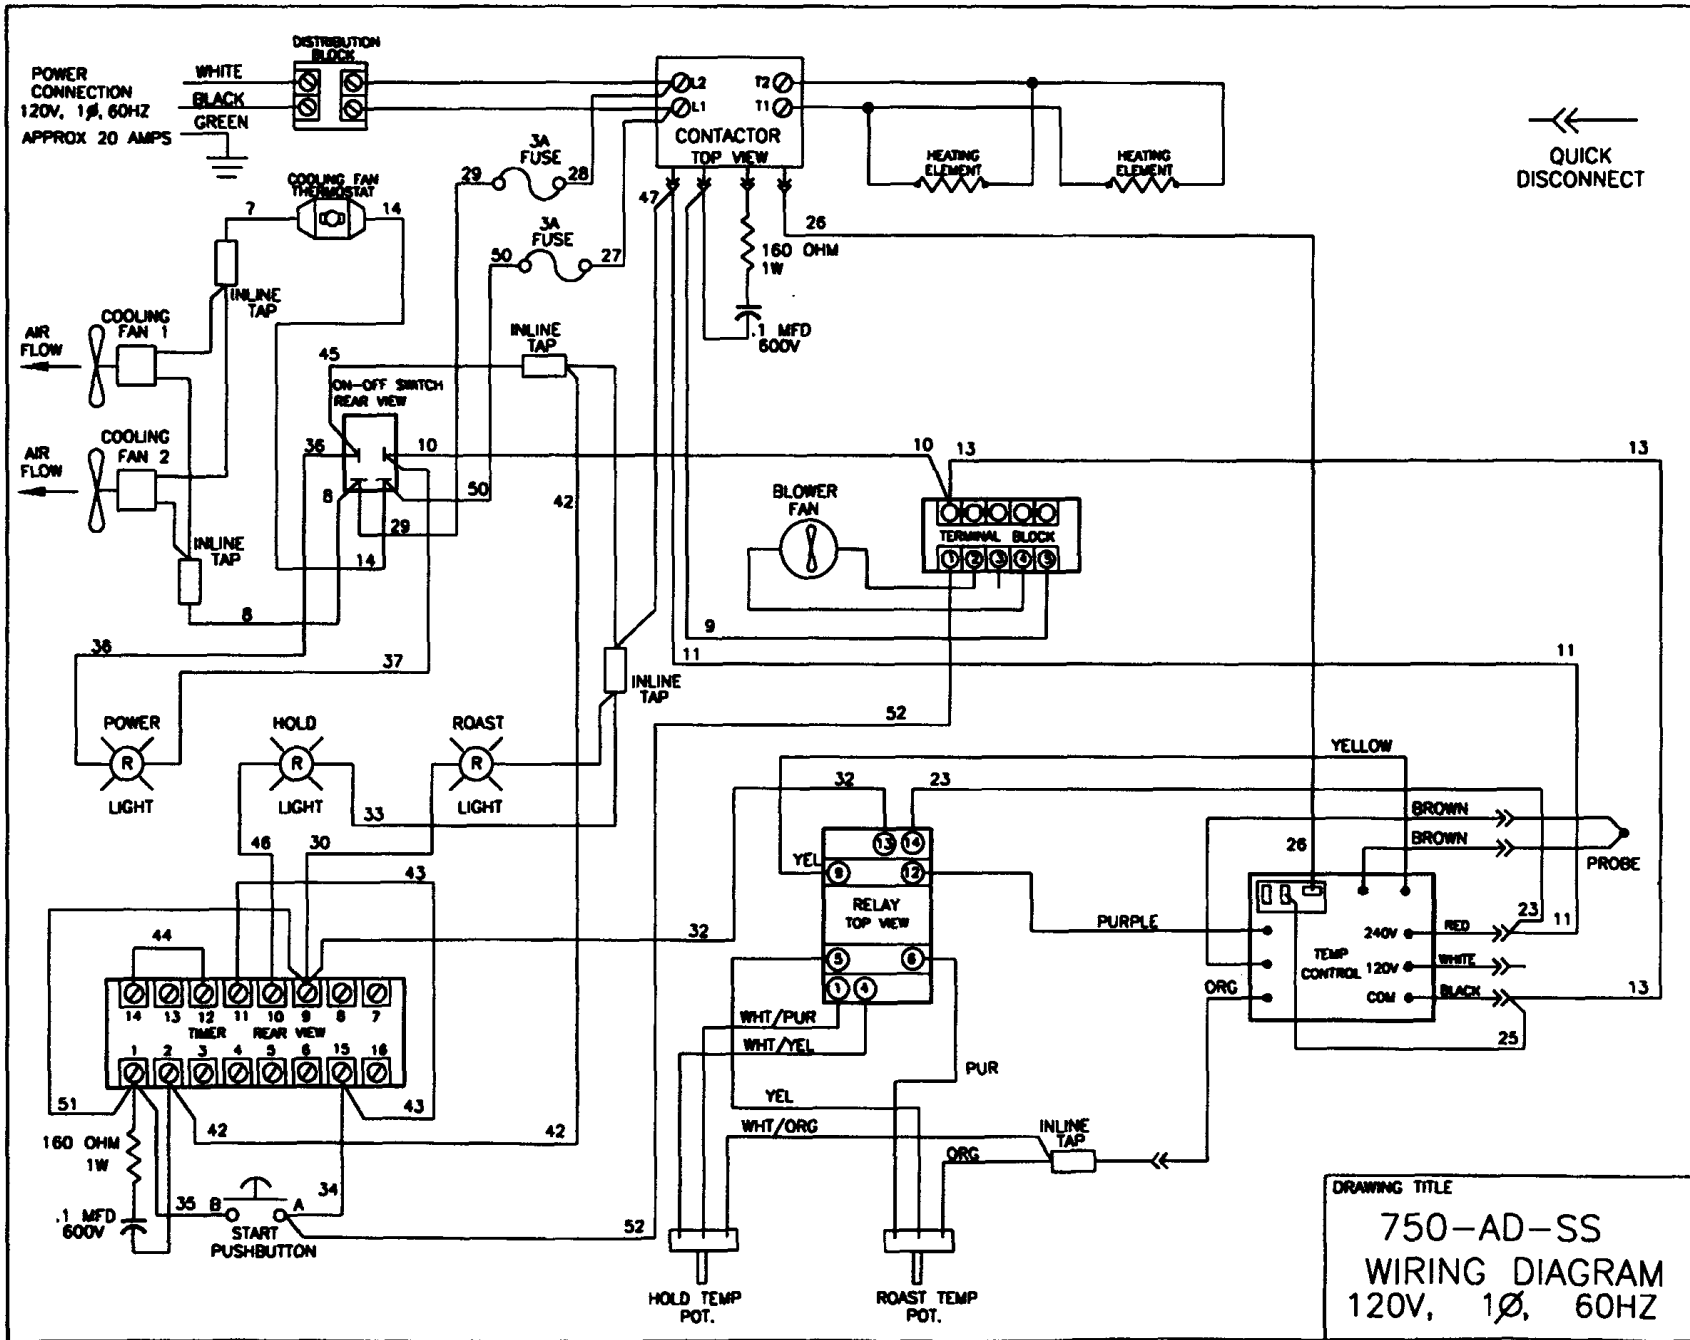 DISTRIBUTION
BLOCK
POWER
CONNECTION
120V, 1Ø, 60HZ
APPROX 20 AMPS
WHITE
BLACK
GREEN
L2
L1
T2
T1
CONTACTOR
TOP VIEW
HEATING
ELEMENT
HEATING
ELEMENT
QUICK
DISCONNECT
3A
FUSE
29
28
3A
FUSE
50
27
47
26
160 OHM
1W
.1 MFD
600V
COOLING FAN
THERMOSTAT
7
14
INLINE
TAP
AIR
FLOW
COOLING
FAN 1
AIR
FLOW
COOLING
FAN 2
INLINE
TAP
45
INLINE
TAP
ON-OFF SWITCH
REAR VIEW
36
10
8
50
29
14
42
10
13
13
BLOWER
FAN
TERMINAL BLOCK
1 2 3 4 5
8
36
37
9
11
11
INLINE
TAP
52
POWER
LIGHT
HOLD
LIGHT
ROAST
LIGHT
R
R
R
33
46
30
43
YELLOW
32
23
BROWN
BROWN
PROBE
26
13 14
YEL
9
12
RELAY
TOP VIEW
5
6
1 4
PURPLE
ORG
TEMP
CONTROL
240V
120V
COM
RED
WHITE
BLACK
23
11
13
25
44
32
14 13 12 11 10 9 8 7
TIMER REAR VIEW
1 2 3 4 5 6 15 16
51
43
42
42
160 OHM
1W
.1 MFD
600V
35
B
A
34
START
PUSHBUTTON
52
WHT/PUR
WHT/YEL
PUR
YEL
WHT/ORG
ORG
INLINE
TAP
HOLD TEMP
POT.
ROAST TEMP
POT.
DRAWING TITLE
750-AD-SS
WIRING DIAGRAM
120V, 1Ø, 60HZ